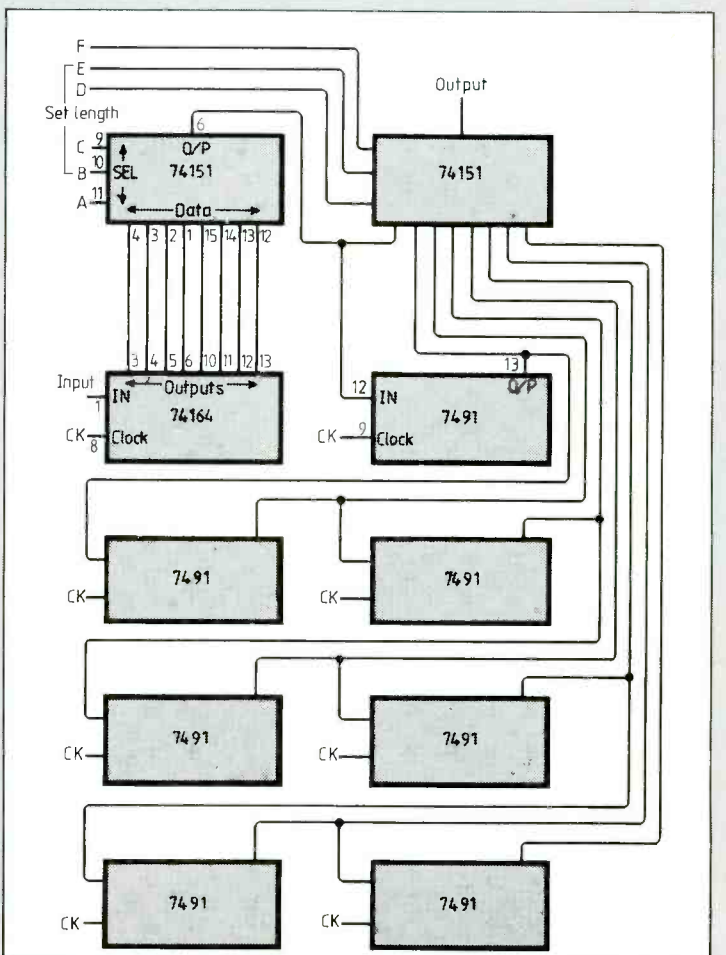 F
E
D
Set length
Output
6
C 9
B 10
A 11
SEL
O/P
74151
Data
74151
4 3 2 1 15 14 13 12
3 4 5 6 10 11 12 13
Input
1
IN
Outputs
74164
CK
8
Clock
13
O/P
12
IN
7491
CK
9
Clock
7491
CK
7491
CK
7491
CK
7491
CK
7491
CK
7491
CK